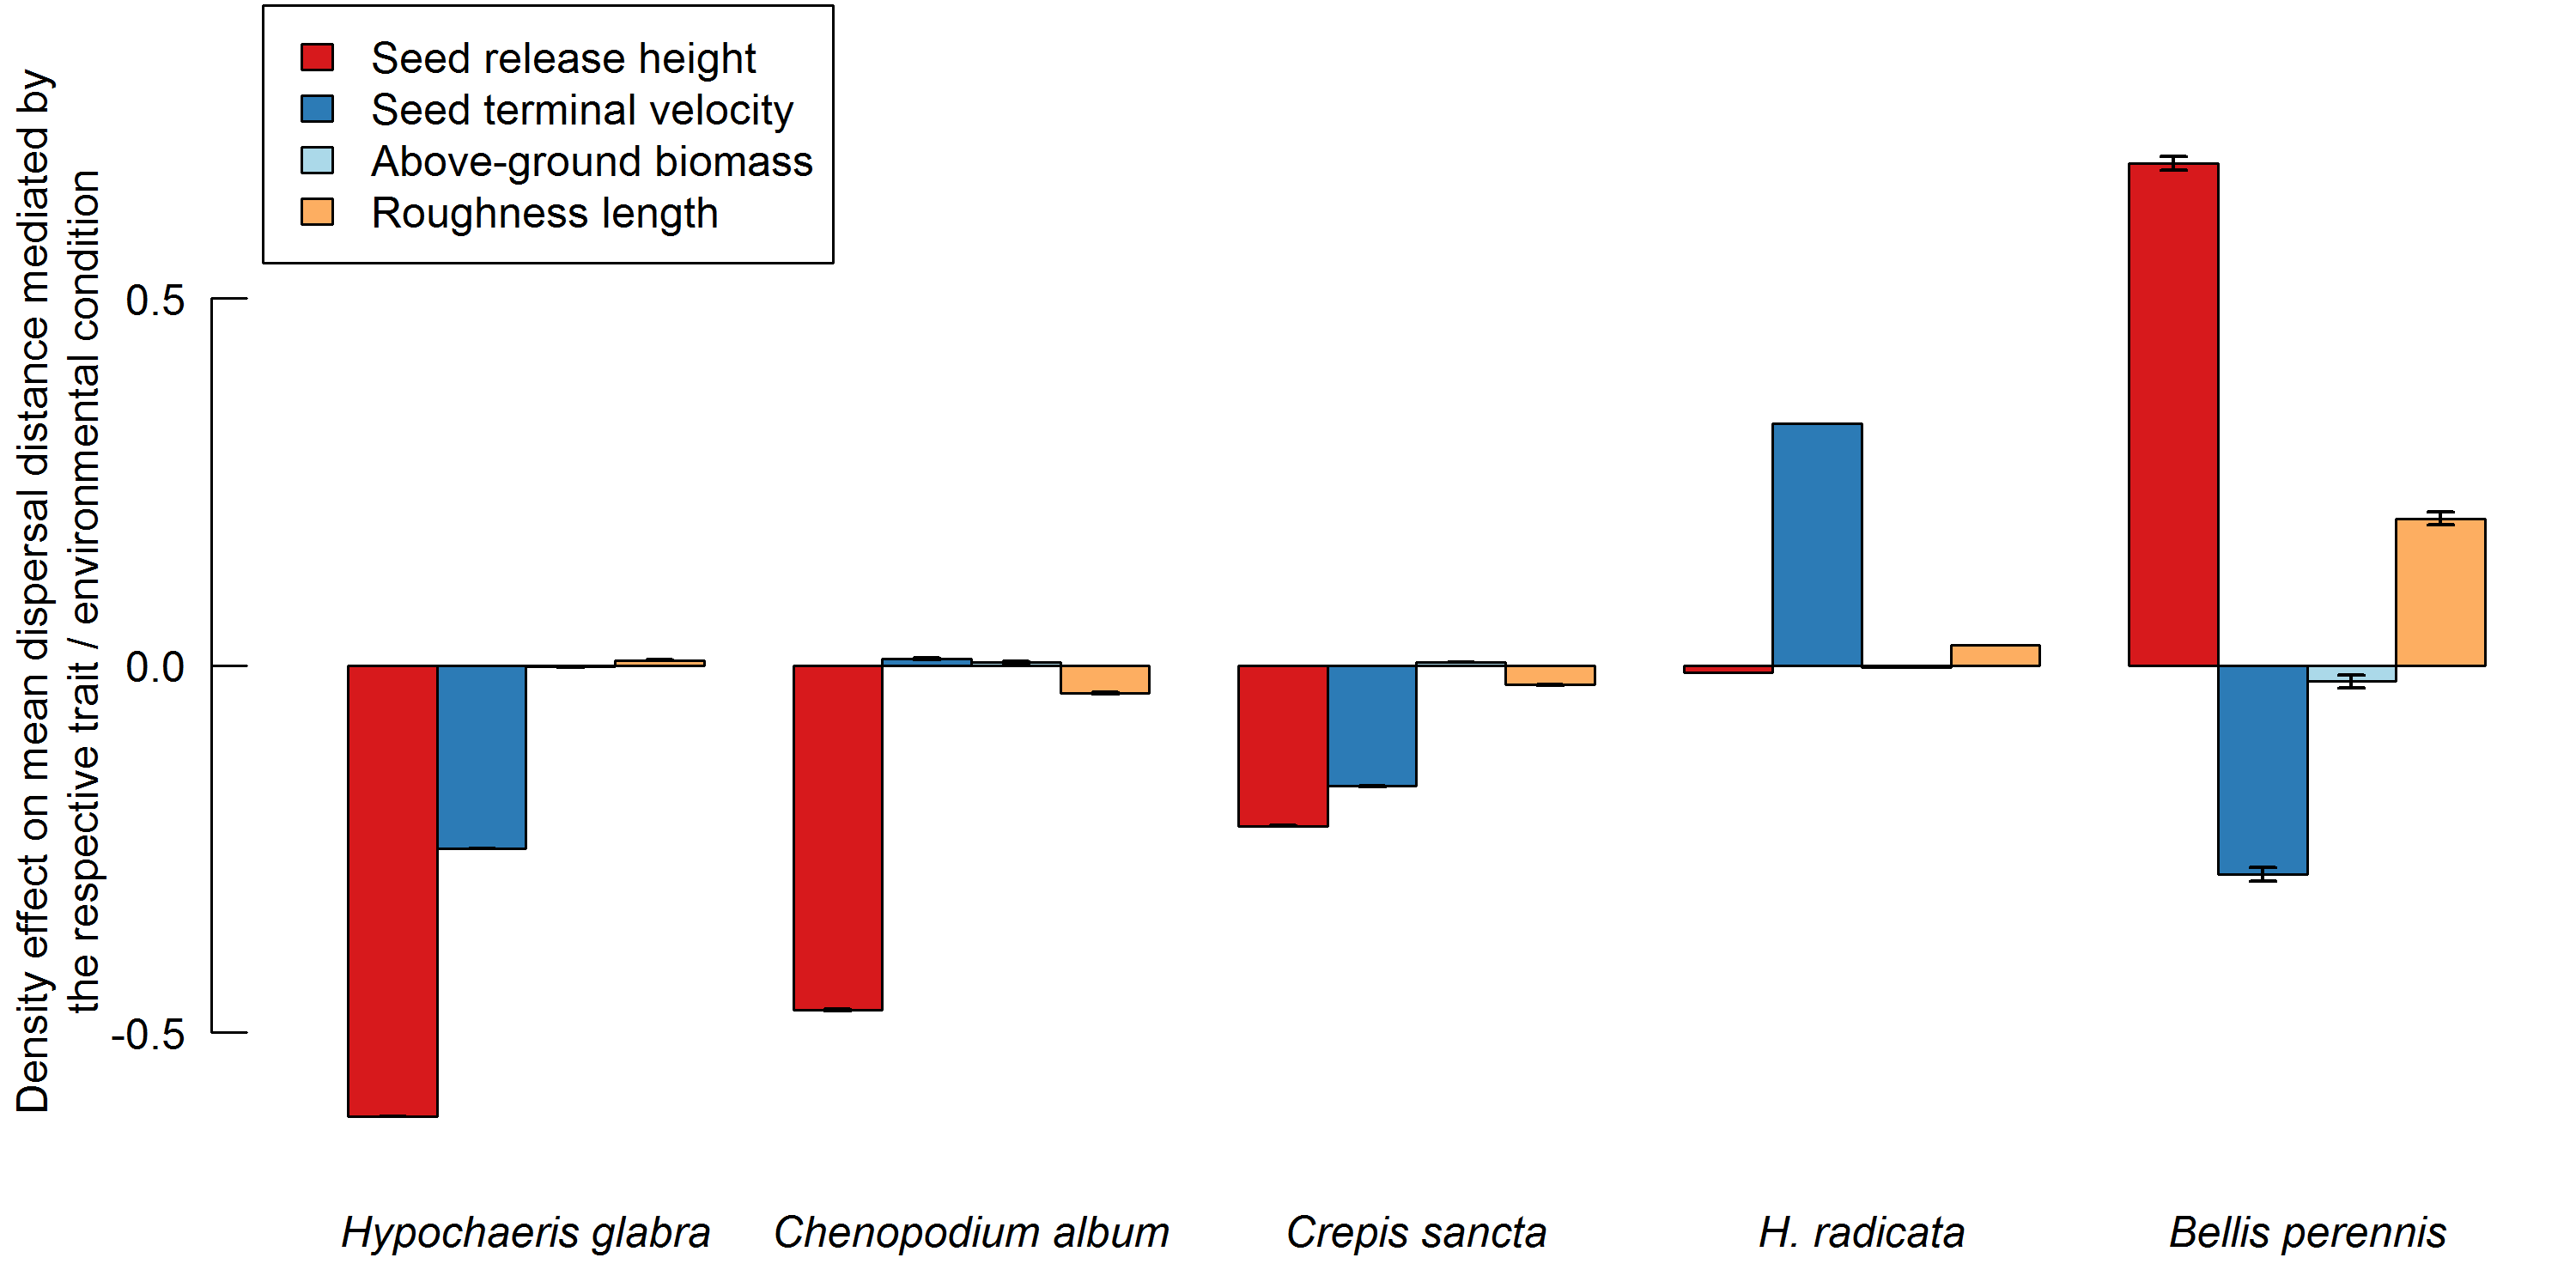 Density effect on mean dispersal distance mediated by
the respective trait / environmental condition
Seed release height
Seed terminal velocity
Above-ground biomass
Roughness length
0.5
0.0
-0.5
Hypochaeris glabra
Chenopodium album
Crepis sancta
H. radicata
Bellis perennis